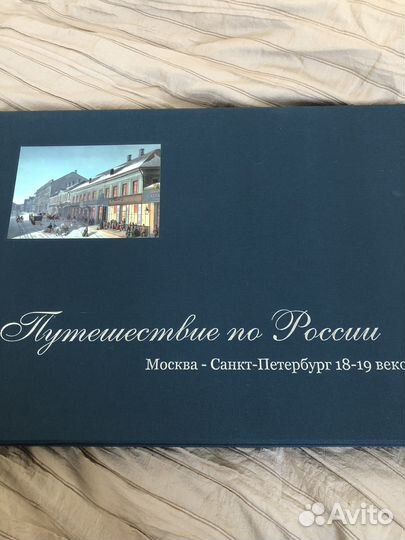 Путешествие по России
Москва - Санкт-Петербург 18-19 веко
Avito